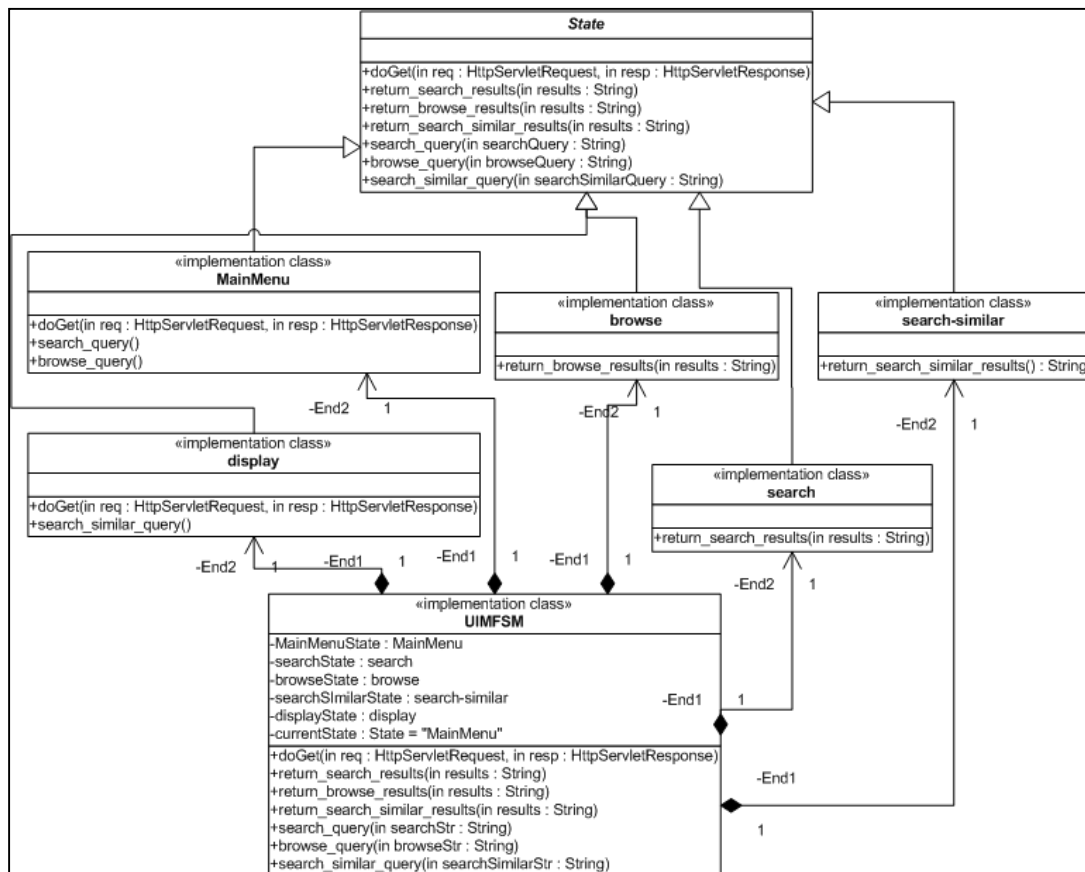 State
+doGet(in req : HttpServletRequest, in resp : HttpServletResponse)
+return_search_results(in results : String)
+return_browse_results(in results : String)
+return_search_similar_results(in results : String)
+search_query(in searchQuery : String)
+browse_query(in browseQuery : String)
+search_similar_query(in searchSimilarQuery : String)
«implementation class»
MainMenu
+doGet(in req : HttpServletRequest, in resp : HttpServletResponse)
+search_query()
+browse_query()
«implementation class»
browse
+return_browse_results(in results : String)
«implementation class»
search-similar
+return_search_similar_results() : String
-End2 1
-End2 1
-End2 1
«implementation class»
display
+doGet(in req : HttpServletRequest, in resp : HttpServletResponse)
+search_similar_query()
«implementation class»
search
+return_search_results(in results : String)
-End2 1
-End1 1
-End1 1
-End1 1
-End2 1
«implementation class»
UIMFSM
-MainMenuState : MainMenu
-searchState : search
-browseState : browse
-searchSImilarState : search-similar
-displayState : display
-currentState : State = "MainMenu"
+doGet(in req : HttpServletRequest, in resp : HttpServletResponse)
+return_search_results(in results : String)
+return_browse_results(in results : String)
+return_search_similar_results(in results : String)
+search_query(in searchStr : String)
+browse_query(in browseStr : String)
+search_similar_query(in searchSimilarStr : String)
-End1 1
-End1
1